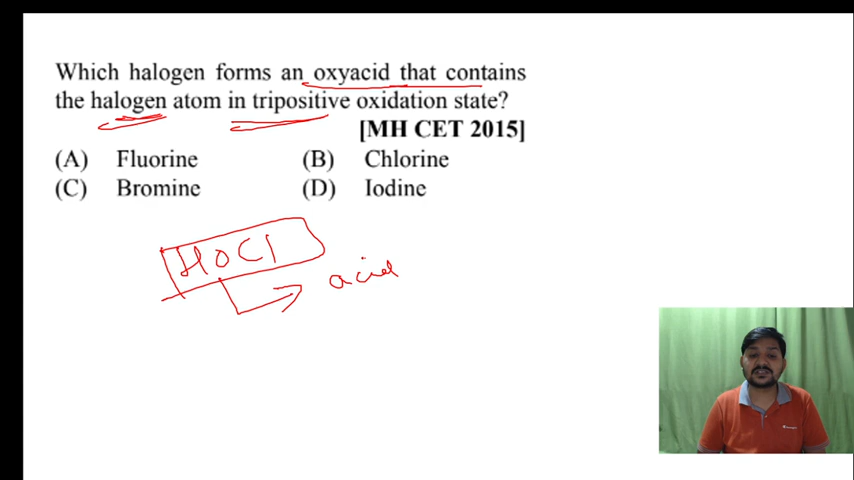 Which halogen forms an oxyacid that contains
the halogen atom in tripositive oxidation state?
[MH CET 2015]
(A) Fluorine (B) Chlorine
(C) Bromine (D) Iodine
HOCl
acid